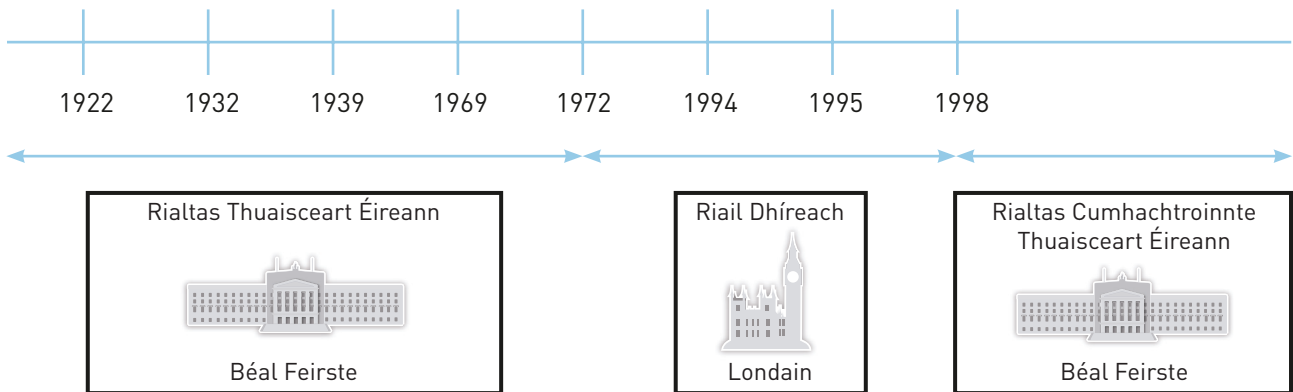 1922 1932 1939 1969 1972 1994 1995 1998
Rialtas Thuaisceart Éireann
Béal Feirste
Riail Dhíreach
Londain
Rialtas Cumhachtroinnte
Thuaisceart Éireann
Béal Feirste